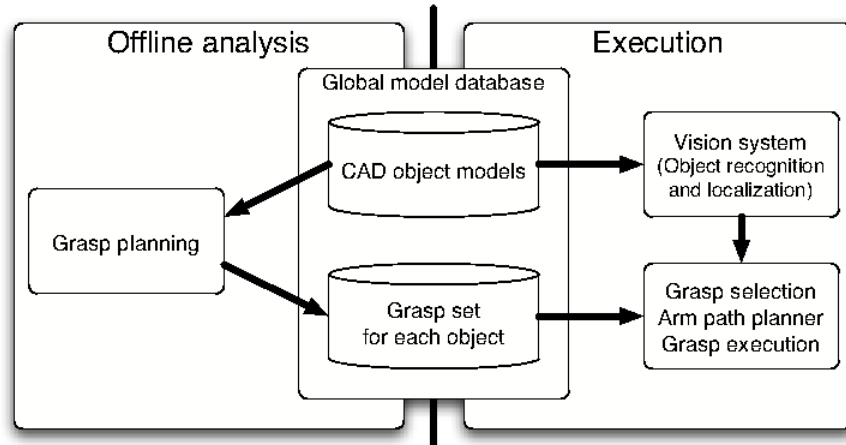 Offline analysis
Execution
Global model database
CAD object models
Vision system
(Object recognition
and localization)
Grasp planning
Grasp set
for each object
Grasp selection
Arm path planner
Grasp execution